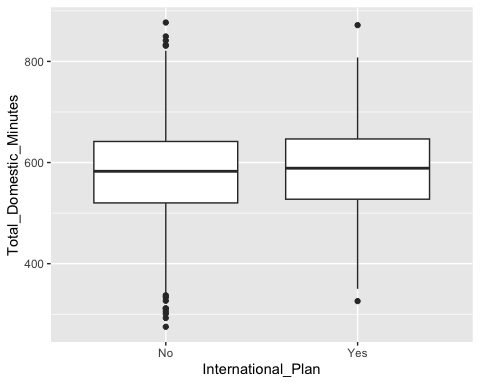 Total_Domestic_Minutes
800
600
400
No
Yes
International_Plan